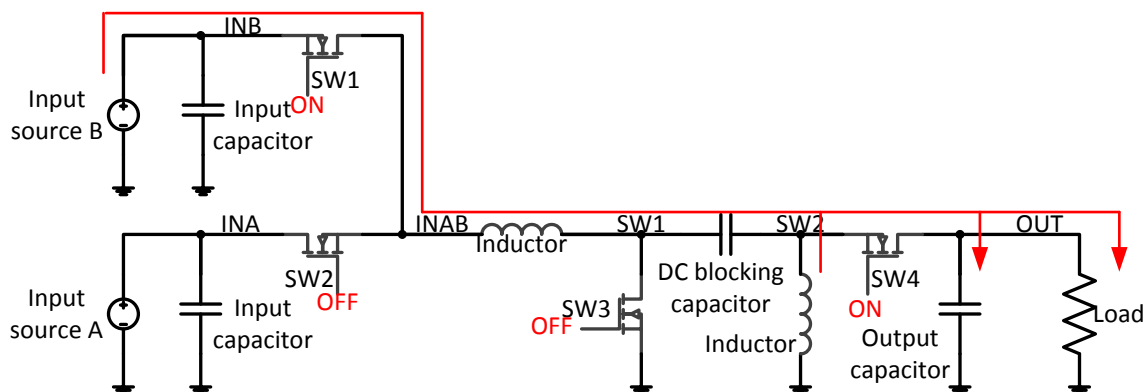 INB
SW1
ON
Input
source B
Input
capacitor
INA
INAB
SW1
SW2
OUT
Inductor
SW2
OFF
DC blocking
capacitor
SW4
ON
Input
source A
Input
capacitor
SW3
OFF
Inductor
Output
capacitor
Load